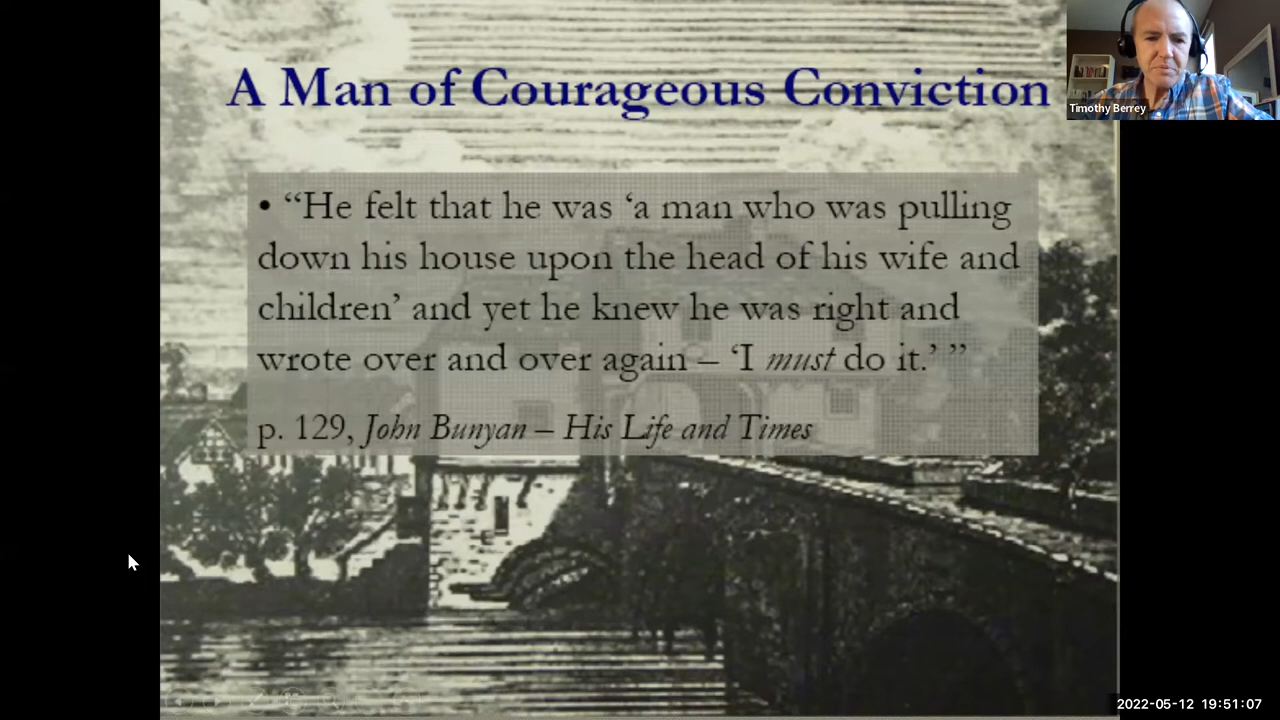 A Man of Courageous Conviction
Timothy Berrey
• “He felt that he was ‘a man who was pulling
down his house upon the head of his wife and
children’ and yet he knew he was right and
wrote over and over again – ‘I must do it.’ ”
p. 129, John Bunyan – His Life and Times
2022-05-12 19:51:07